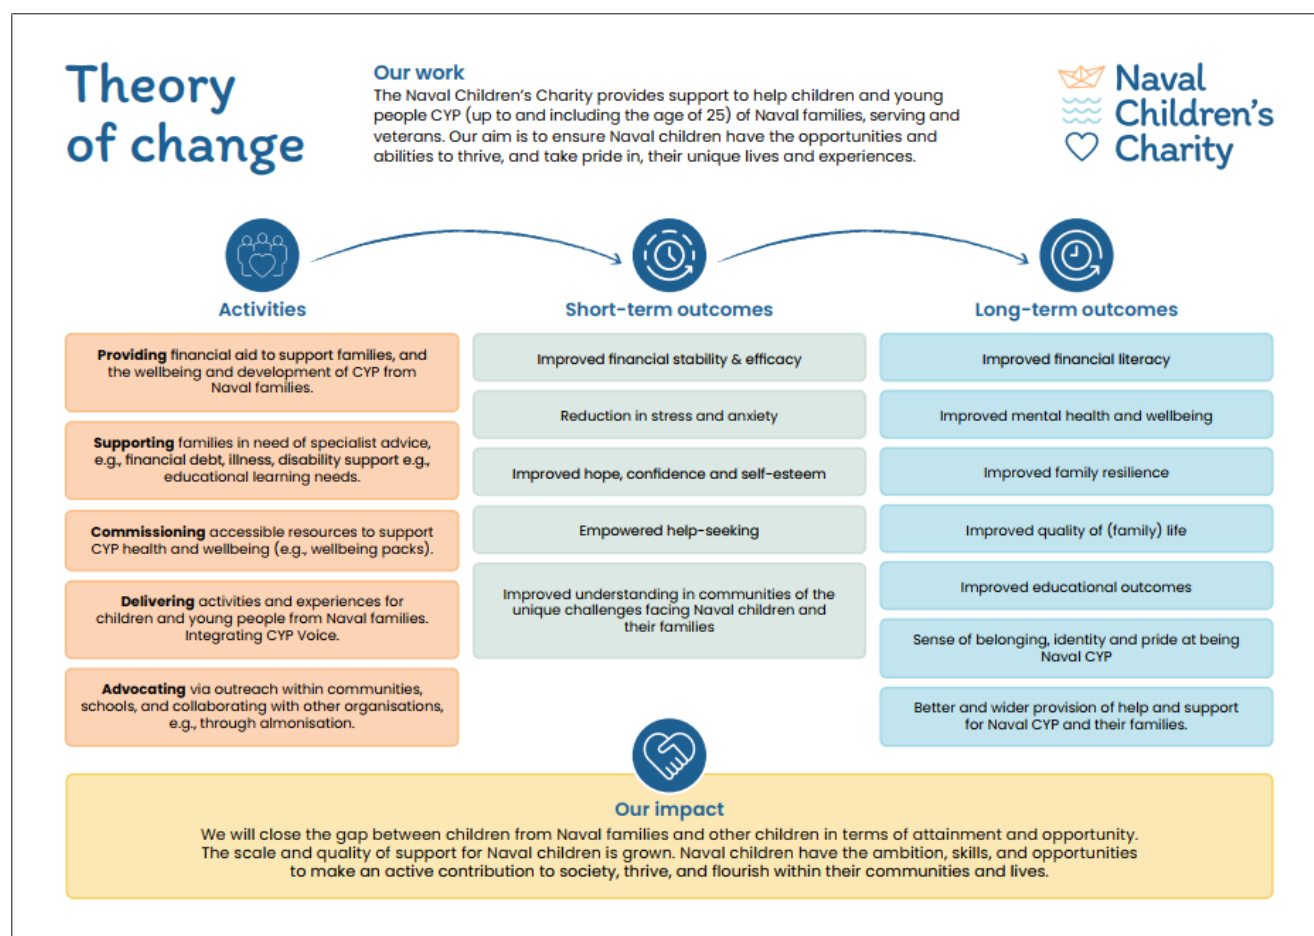 Theory
of change
Our work
The Naval Children's Charity provides support to help children and young
people CYP (up to and including the age of 25) of Naval families, serving and
veterans. Our aim is to ensure Naval children have the opportunities and
abilities to thrive, and take pride in, their unique lives and experiences.
Naval
Children's
Charity
Activities
Providing financial aid to support families, and
the wellbeing and development of CYP from
Naval families.
Supporting families in need of specialist advice,
e.g., financial debt, illness, disability support e.g.,
educational learning needs.
Commissioning accessible resources to support
CYP health and wellbeing (e.g., wellbeing packs).
Delivering activities and experiences for
children and young people from Naval families.
Integrating CYP Voice.
Advocating via outreach within communities,
schools, and collaborating with other organisations,
e.g., through almonisation.
Short-term outcomes
Improved financial stability & efficacy
Reduction in stress and anxiety
Improved hope, confidence and self-esteem
Empowered help-seeking
Improved understanding in communities of the
unique challenges facing Naval children and
their families
Long-term outcomes
Improved financial literacy
Improved mental health and wellbeing
Improved family resilience
Improved quality of (family) life
Improved educational outcomes
Sense of belonging, identity and pride at being
Naval CYP
Better and wider provision of help and support
for Naval CYP and their families.
Our impact
We will close the gap between children from Naval families and other children in terms of attainment and opportunity.
The scale and quality of support for Naval children is grown. Naval children have the ambition, skills, and opportunities
to make an active contribution to society, thrive, and flourish within their communities and lives.